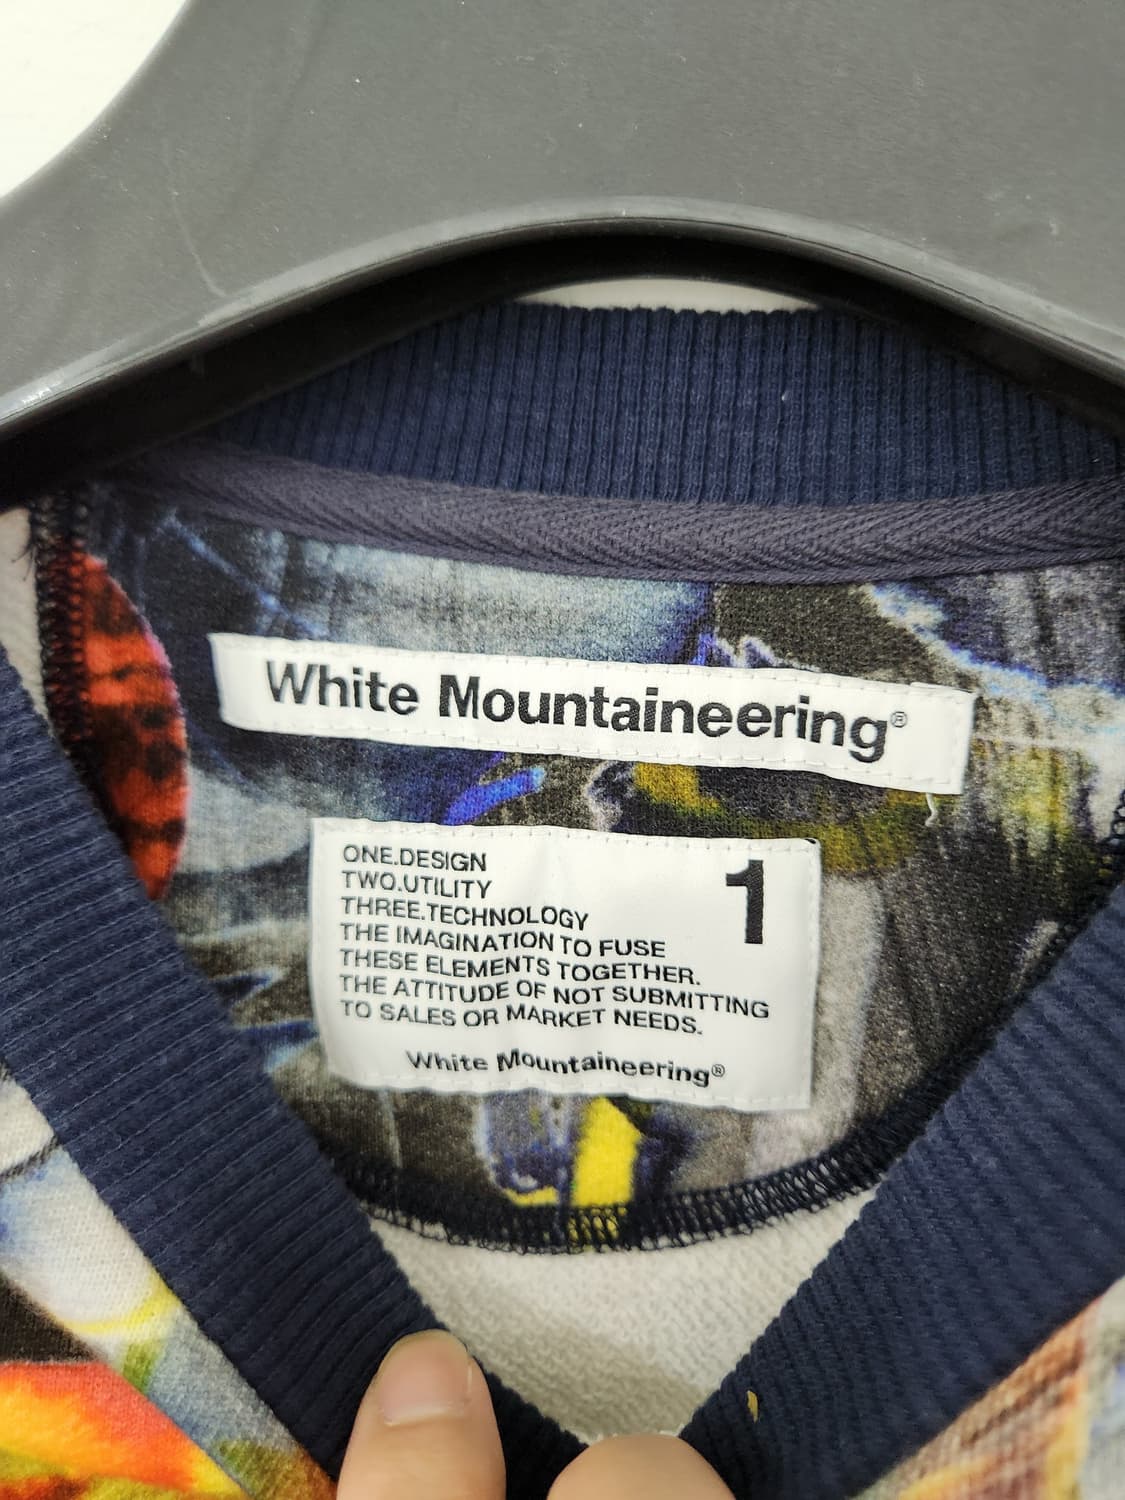 White Mountaineering®
ONE.DESIGN
TWO.UTILITY
THREE.TECHNOLOGY
THE IMAGINATION TO FUSE
THESE ELEMENTS TOGETHER.
THE ATTITUDE OF NOT SUBMITTING
TO SALES OR MARKET NEEDS.
1
White Mountaineering®